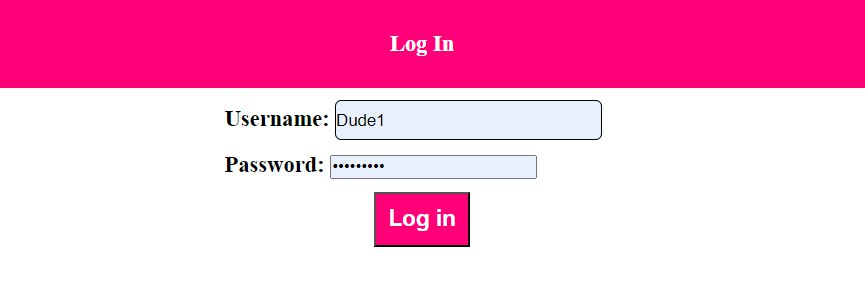 Log In
Username: Dude1
Password: •••••••••
Log in